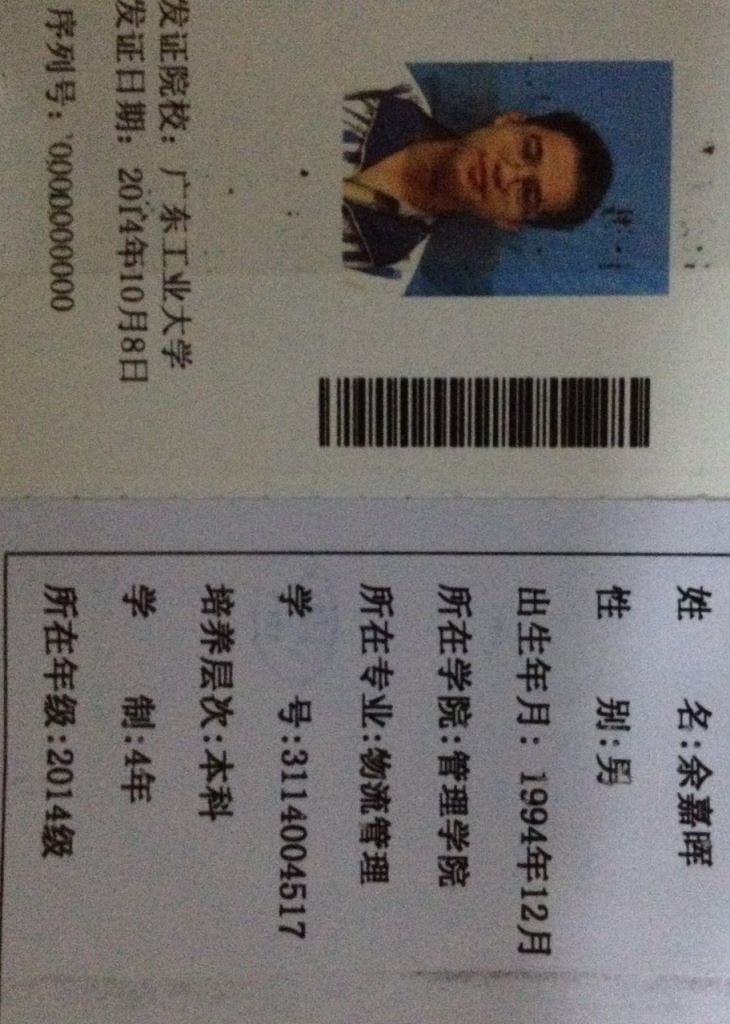 发证院校：广东工业大学
发证日期：2014年10月8日
序列号：'0000000000
姓 名:余嘉晖
性 别:男
出生年月：1994年12月
所在学院:管理学院
所在专业:物流管理
学 号:3114004517
培养层次:本科
学 制:4年
所在年级:2014级